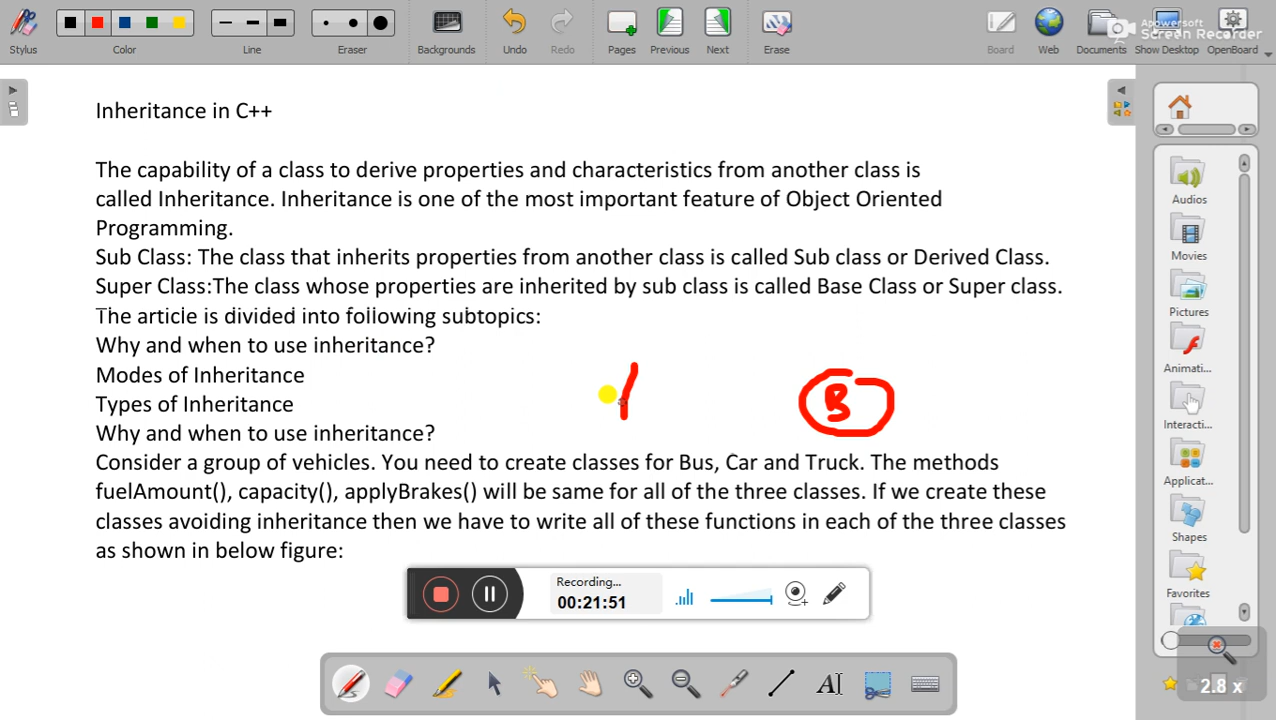 Stylus
Color
Line
Eraser
Backgrounds
Undo
Redo
Pages
Previous
Next
Erase
Board
Web
Documents
Show Desktop
OpenBoard
Apowersoft
Screen Recorder
Inheritance in C++
The capability of a class to derive properties and characteristics from another class is
called Inheritance. Inheritance is one of the most important feature of Object Oriented
Programming.
Sub Class: The class that inherits properties from another class is called Sub class or Derived Class.
Super Class:The class whose properties are inherited by sub class is called Base Class or Super class.
The article is divided into following subtopics:
Why and when to use inheritance?
Modes of Inheritance
Types of Inheritance
B
Why and when to use inheritance?
Consider a group of vehicles. You need to create classes for Bus, Car and Truck. The methods
fuelAmount(), capacity(), applyBrakes() will be same for all of the three classes. If we create these
classes avoiding inheritance then we have to write all of these functions in each of the three classes
as shown in below figure:
Recording...
00:21:51
Audios
Movies
Pictures
Animati...
Interacti...
Applicat...
Shapes
Favorites
2.8 x